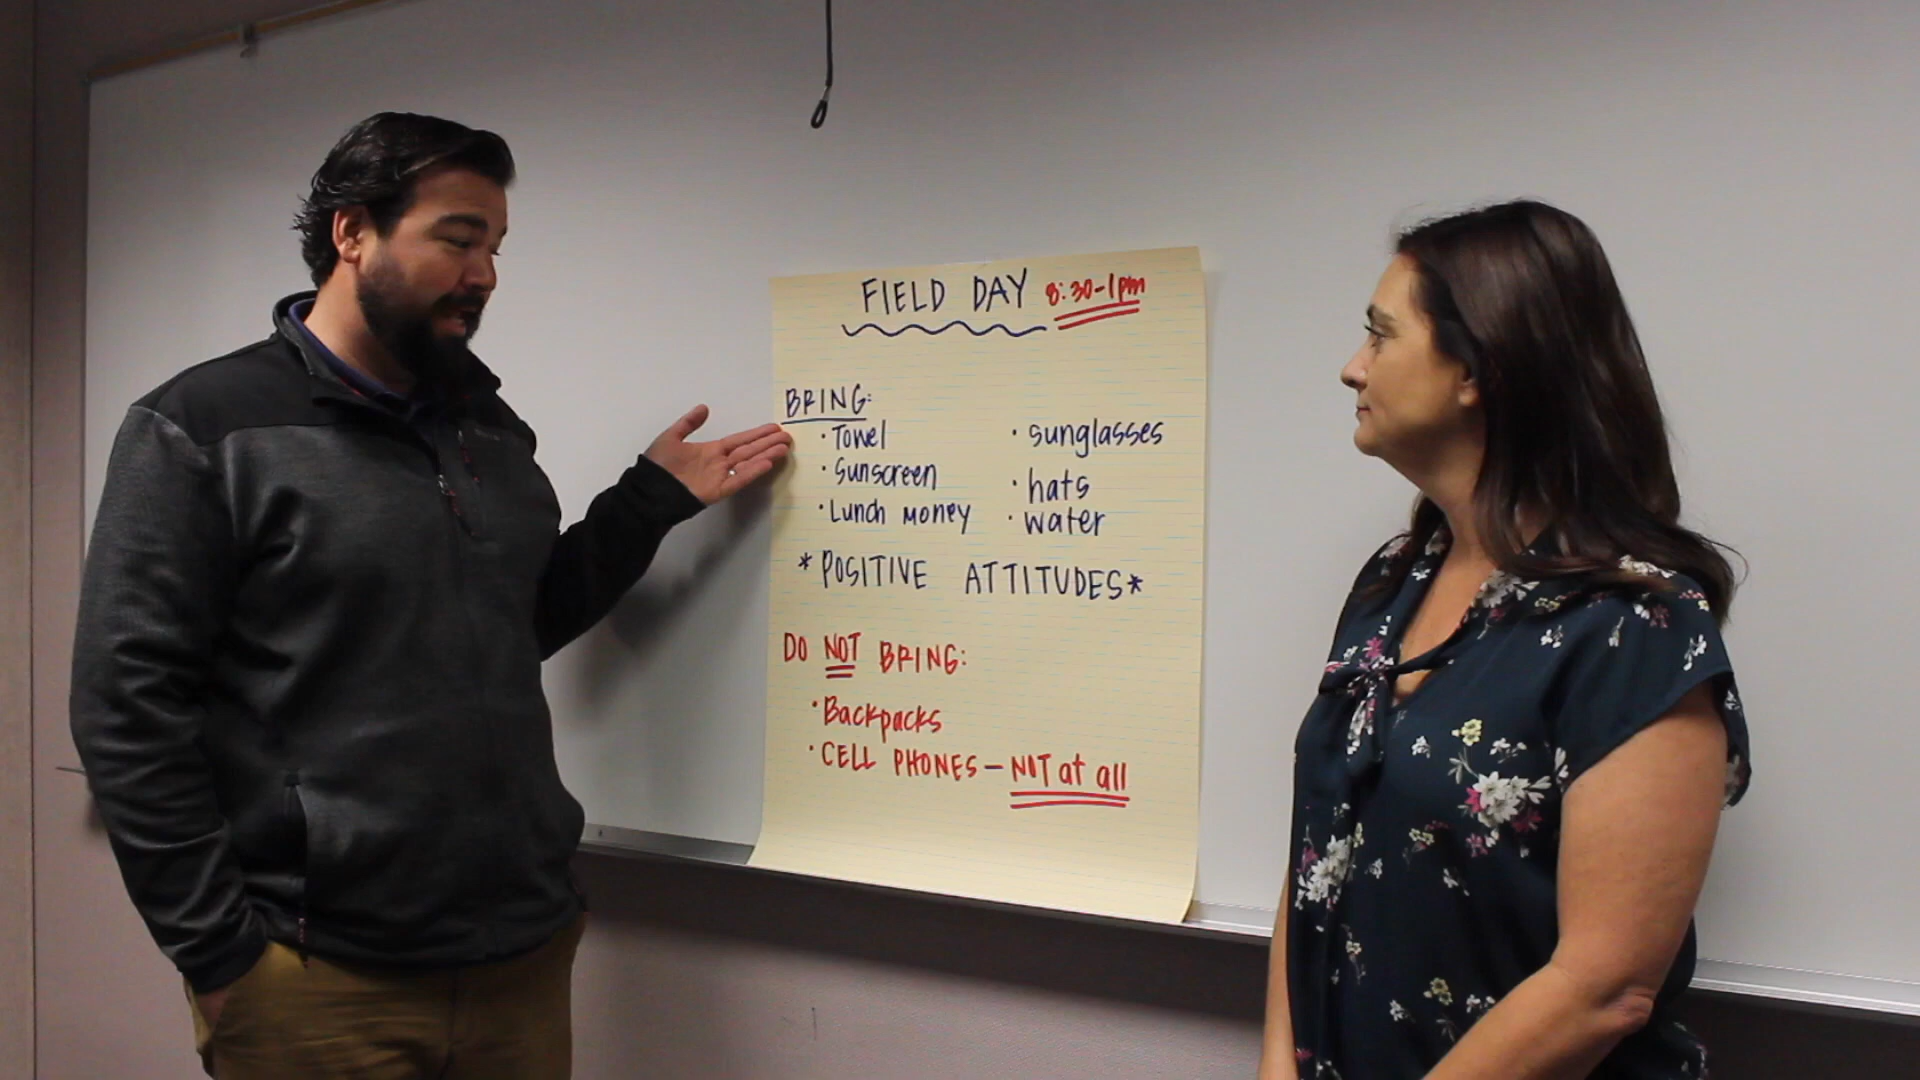 FIELD DAY 8:30-1pm
BRING:
• Towel
• Sunscreen
• Lunch Money
• sunglasses
• hats
• water
* POSITIVE ATTITUDES *
DO NOT BRING:
• Backpacks
• CELL PHONES – NOT at all